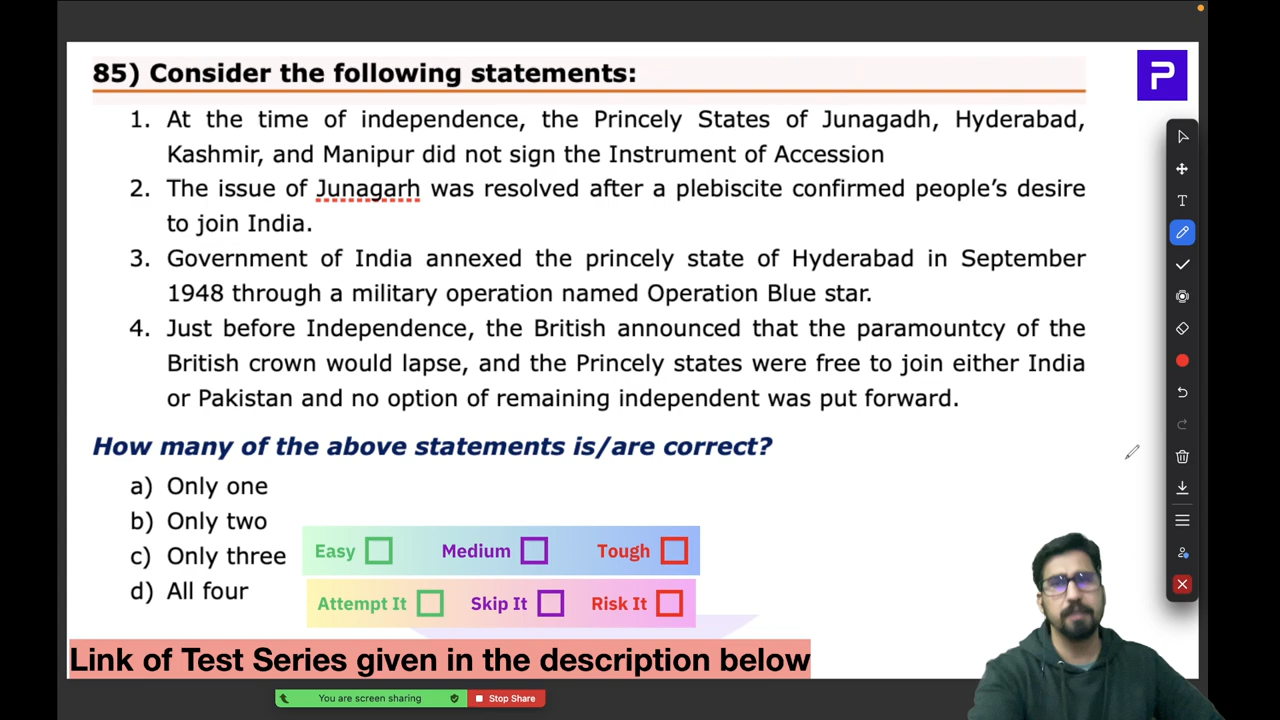 85) Consider the following statements:
P
1. At the time of independence, the Princely States of Junagadh, Hyderabad,
Kashmir, and Manipur did not sign the Instrument of Accession
2. The issue of Junagarh was resolved after a plebiscite confirmed people’s desire
to join India.
3. Government of India annexed the princely state of Hyderabad in September
1948 through a military operation named Operation Blue star.
4. Just before Independence, the British announced that the paramountcy of the
British crown would lapse, and the Princely states were free to join either India
or Pakistan and no option of remaining independent was put forward.
How many of the above statements is/are correct?
a) Only one
b) Only two
c) Only three
d) All four
Easy Medium Tough
Attempt It Skip It Risk It
Link of Test Series given in the description below
You are screen sharing Stop Share
T